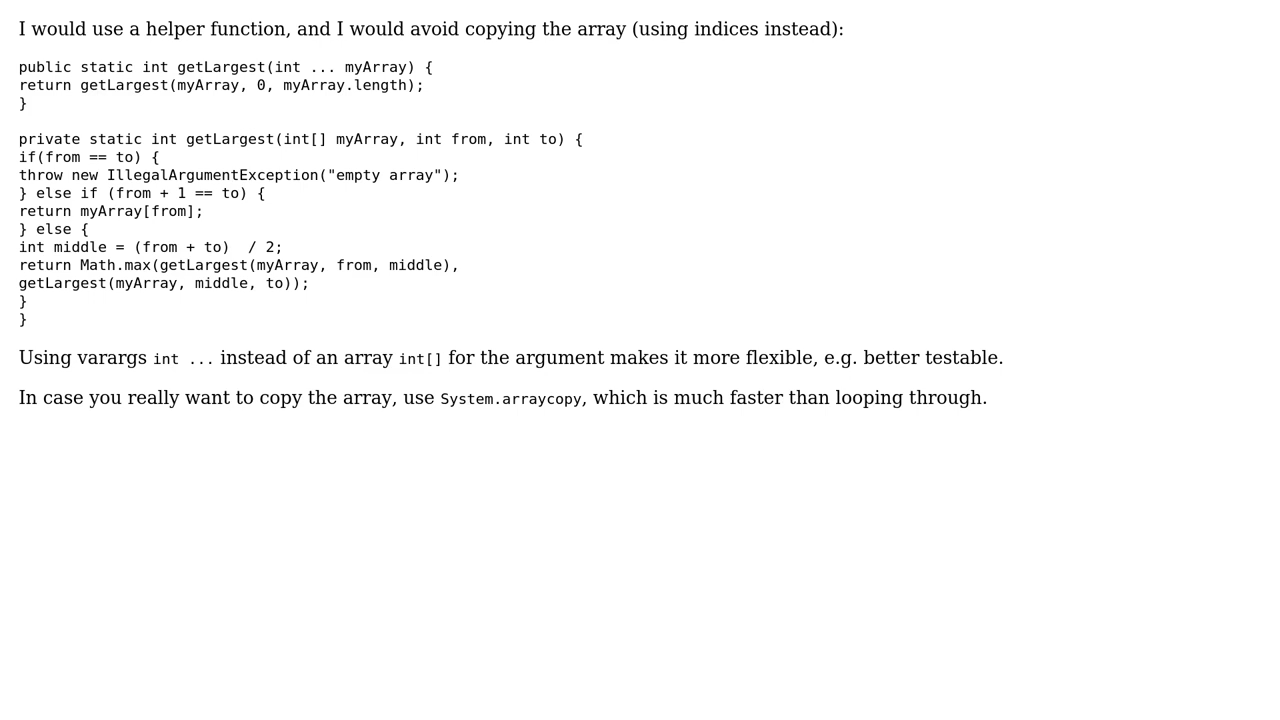 I would use a helper function, and I would avoid copying the array (using indices instead):
public static int getLargest(int ... myArray) {
return getLargest(myArray, 0, myArray.length);
}
private static int getLargest(int[] myArray, int from, int to) {
if(from == to) {
throw new IllegalArgumentException("empty array");
} else if (from + 1 == to) {
return myArray[from];
} else {
int middle = (from + to)  / 2;
return Math.max(getLargest(myArray, from, middle),
getLargest(myArray, middle, to));
}
}
Using varargs int ... instead of an array int[] for the argument makes it more flexible, e.g. better testable.
In case you really want to copy the array, use System.arraycopy, which is much faster than looping through.